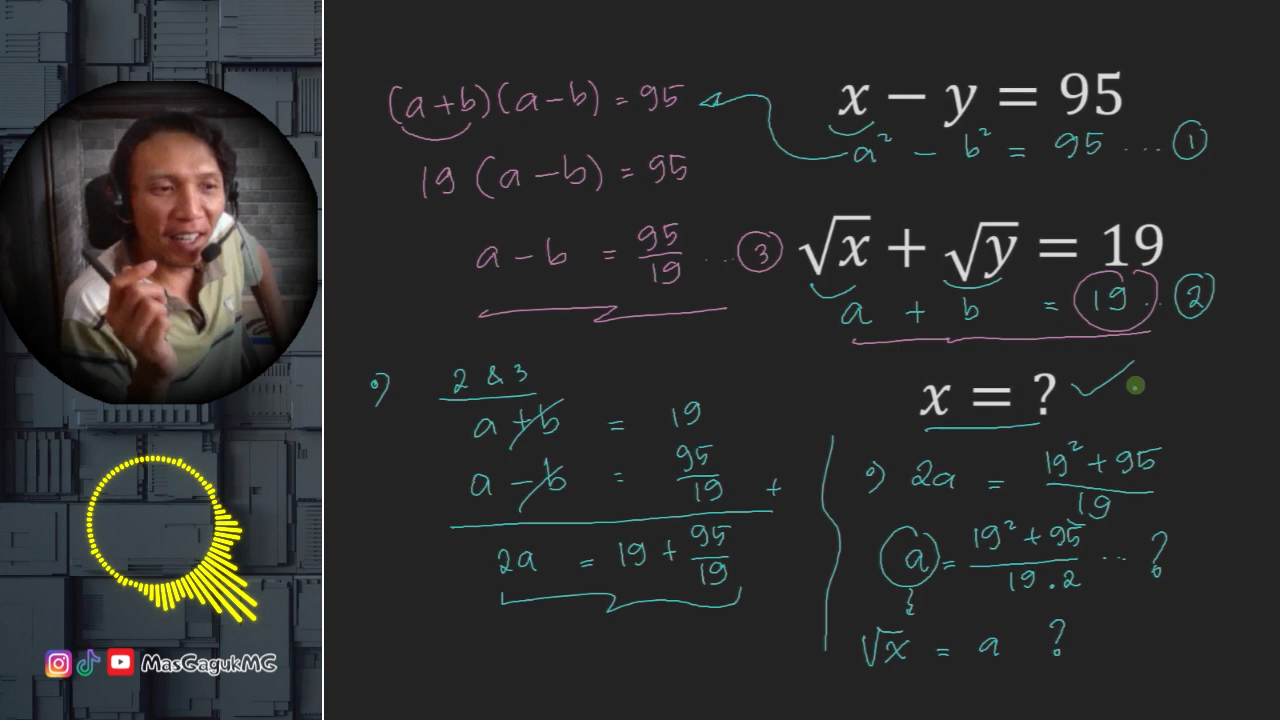 x − y = 95
a² − b² = 95 ... ①
√x + √y = 19
a + b = 19 .. ②
x = ?
(a+b)(a−b) = 95
19 (a−b) = 95
a − b = 95/19 ... ③
2 & 3
a + b = 19
a − b = 95/19 +
2a = 19 + 95/19
2a = 19² + 95 / 19
a = 19² + 95 / 19 . 2 ... ?
√x = a ?
MasGagukMG